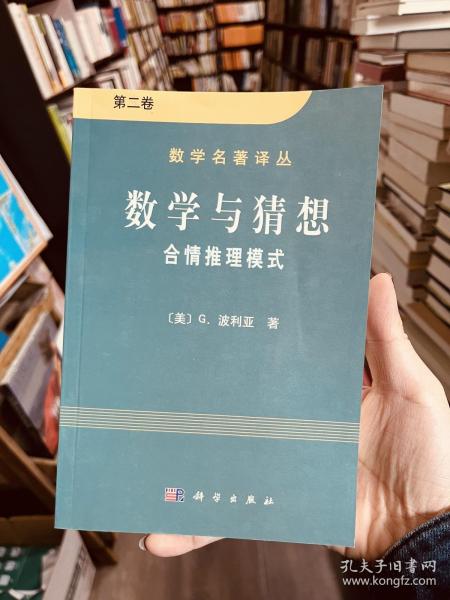 第二卷
数学名著译丛
数学与猜想
合情推理模式
〔美〕G. 波利亚 著
科学出版社
孔夫子旧书网
www.kongfz.com